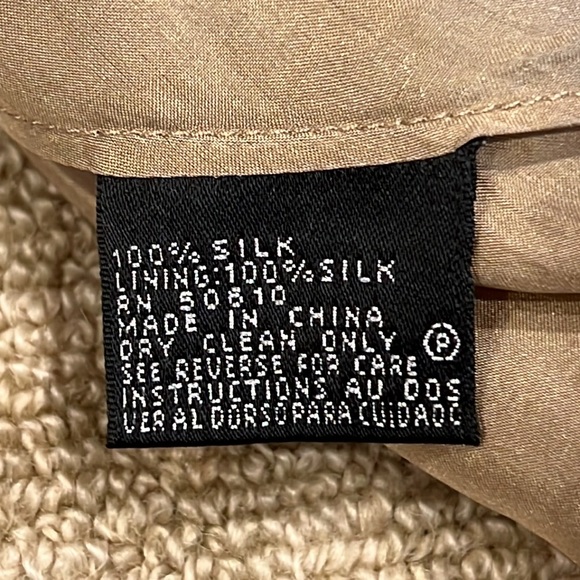 100% SILK
LINING:100% SILK
RN 50810
MADE IN CHINA
DRY CLEAN ONLY Ⓟ
SEE REVERSE FOR CARE
INSTRUCTIONS AU DOS
VER AL DORSO PARA CUIDADO